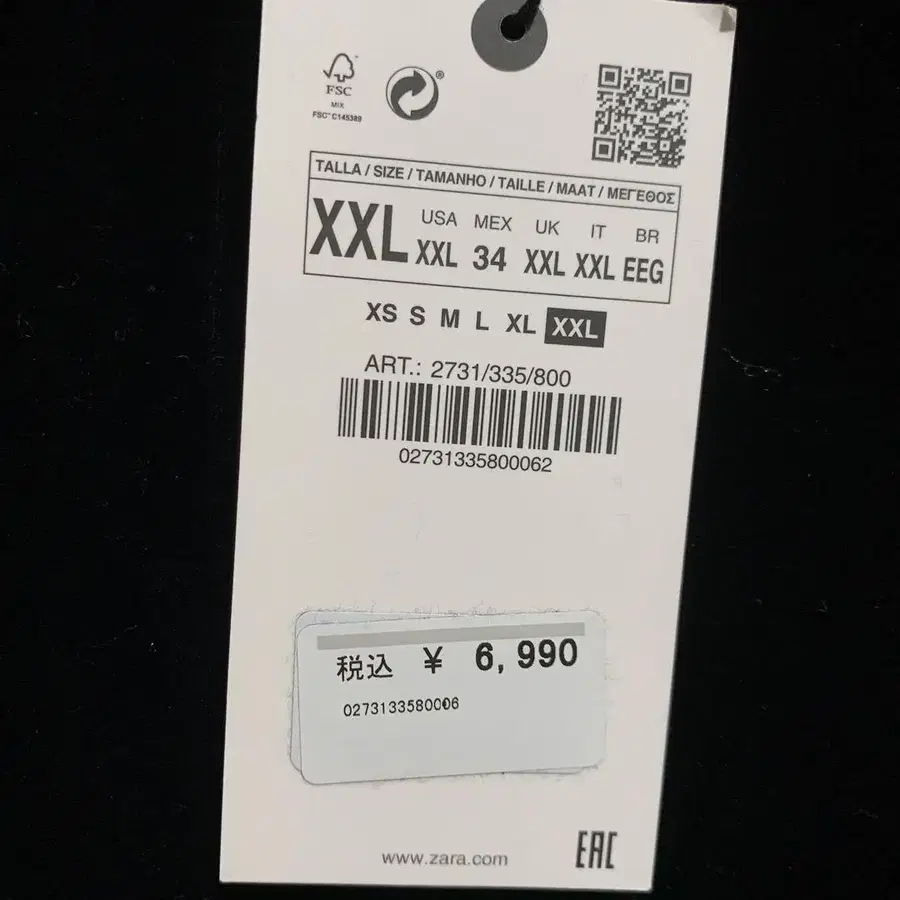 FSC
MIX
FSC™ C145389
®
TALLA / SIZE / TAMANHO / TAILLE / MAAT / ΜΕΓΕΘΟΣ
XXL
USA MEX UK IT BR
XXL 34 XXL XXL EEG
XS S M L XL XXL
ART.: 2731/335/800
02731335800062
税込 ¥ 6,990
0273133580006
www.zara.com
EAC